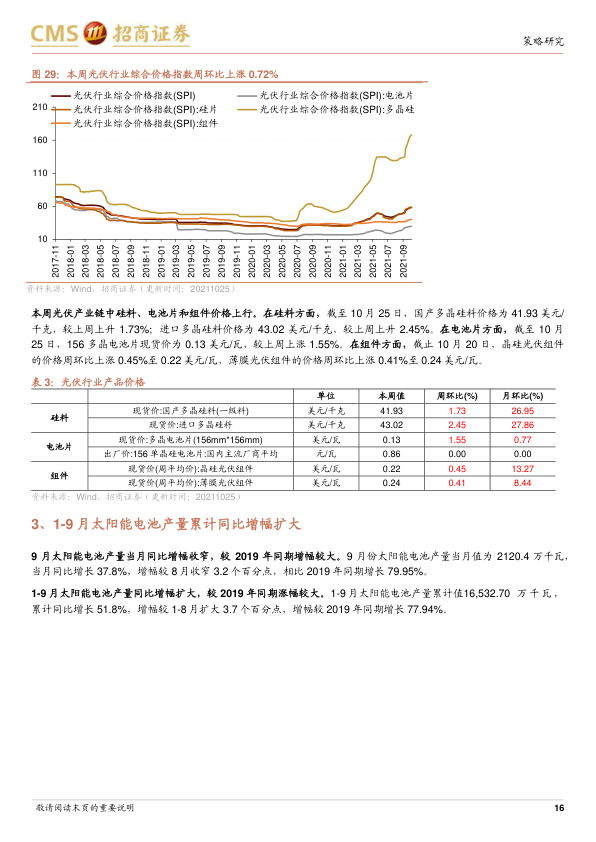 CMS 招商证券
策略研究
图 29：本周光伏行业综合价格指数周环比上涨 0.72%
光伏行业综合价格指数(SPI)
光伏行业综合价格指数(SPI):电池片
光伏行业综合价格指数(SPI):硅片
光伏行业综合价格指数(SPI):多晶硅
光伏行业综合价格指数(SPI):组件
210
160
110
60
10
2017-11 2018-01 2018-03 2018-05 2018-07 2018-09 2018-11 2019-01 2019-03 2019-05 2019-07 2019-09 2019-11 2020-01 2020-03 2020-05 2020-07 2020-09 2020-11 2021-01 2021-03 2021-05 2021-07 2021-09
资料来源：Wind、招商证券（更新时间：20211025）
本周光伏产业链中硅料、电池片和组件价格上行。在硅料方面，截至 10 月 25 日，国产多晶硅料价格为 41.93 美元/
千克，较上周上升 1.73%；进口多晶硅料价格为 43.02 美元/千克，较上周上升 2.45%。在电池片方面，截至 10 月
25 日，156 多晶电池片现货价为 0.13 美元/瓦，较上周上涨 1.55%。在组件方面，截止 10 月 20 日，晶硅光伏组件
的价格周环比上涨 0.45%至 0.22 美元/瓦，薄膜光伏组件的价格周环比上涨 0.41%至 0.24 美元/瓦。
表 3：光伏行业产品价格
单位 本周值 周环比(%) 月环比(%)
硅料 现货价:国产多晶硅料(一级料) 美元/千克 41.93 1.73 26.95
现货价:进口多晶硅料 美元/千克 43.02 2.45 27.86
电池片 现货价:多晶电池片(156mm*156mm) 美元/瓦 0.13 1.55 0.77
出厂价:156 单晶硅电池片:国内主流厂商平均 元/瓦 0.86 0.00 0.00
组件 现货价(周平均价):晶硅光伏组件 美元/瓦 0.22 0.45 13.27
现货价(周平均价):薄膜光伏组件 美元/瓦 0.24 0.41 8.44
资料来源：Wind、招商证券（更新时间：20211025）
3、1-9 月太阳能电池产量累计同比增幅扩大
9 月太阳能电池产量当月同比增幅收窄，较 2019 年同期增幅较大。9 月份太阳能电池产量当月值为 2120.4 万千瓦，
当月同比增长 37.8%，增幅较 8 月收窄 3.2 个百分点，相比 2019 年同期增长 79.95%。
1-9 月太阳能电池产量同比增幅扩大，较 2019 年同期涨幅较大。1-9 月太阳能电池产量累计值16,532.70 万千瓦，
累计同比增长 51.8%，增幅较 1-8 月扩大 3.7 个百分点，增幅较 2019 年同期增长 77.94%。
敬请阅读末页的重要说明
16